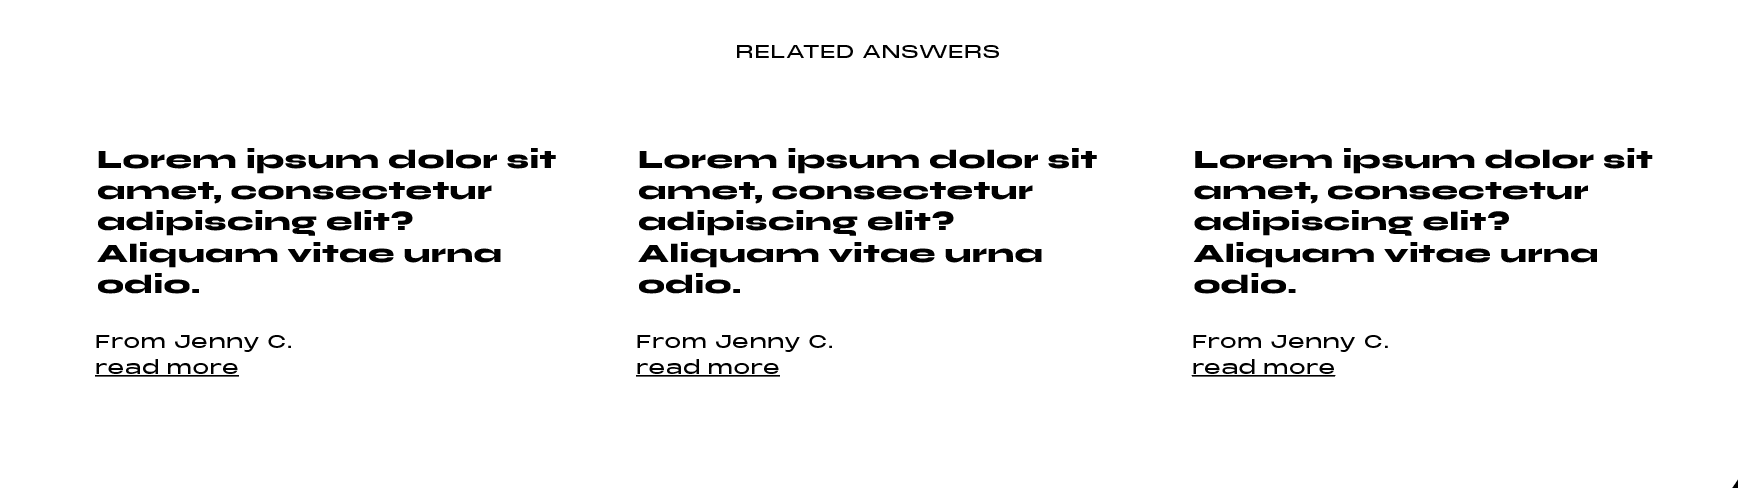 RELATED ANSWERS
Lorem ipsum dolor sit
amet, consectetur
adipiscing elit?
Aliquam vitae urna
odio.
From Jenny C.
read more
Lorem ipsum dolor sit
amet, consectetur
adipiscing elit?
Aliquam vitae urna
odio.
From Jenny C.
read more
Lorem ipsum dolor sit
amet, consectetur
adipiscing elit?
Aliquam vitae urna
odio.
From Jenny C.
read more